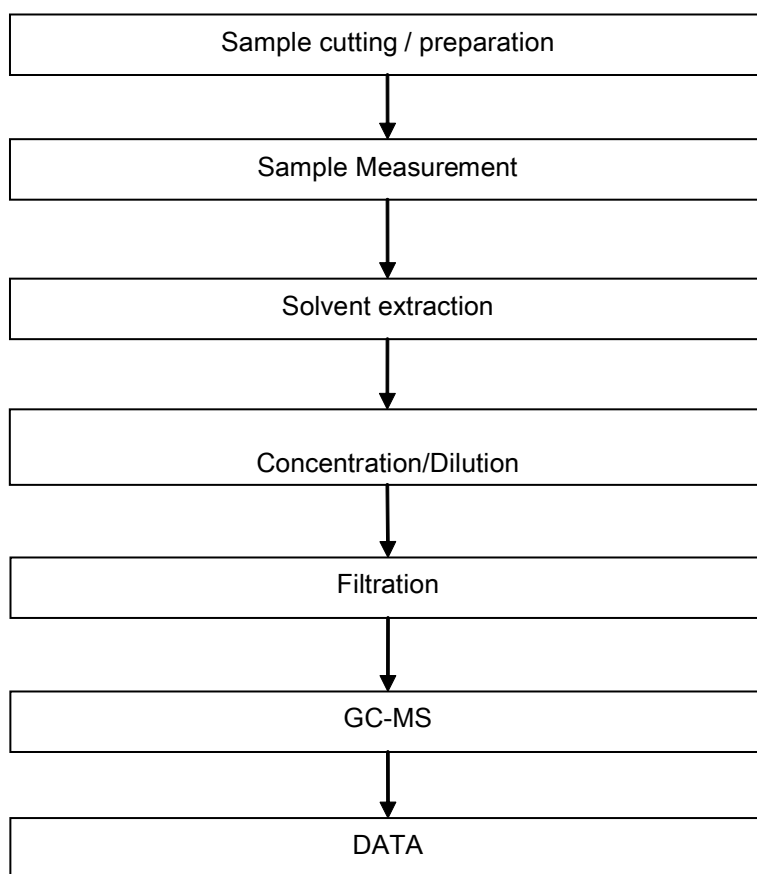 Sample cutting / preparation
Sample Measurement
Solvent extraction
Concentration/Dilution
Filtration
GC-MS
DATA